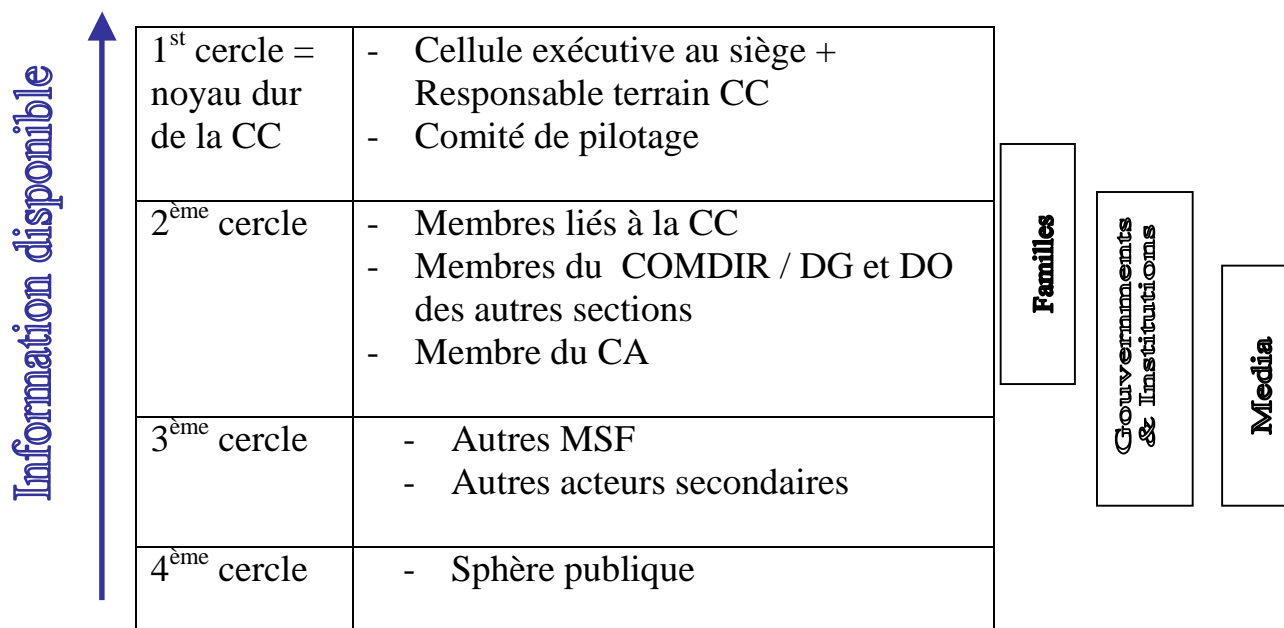 Information disponible
1st cercle =
noyau dur
de la CC
- Cellule exécutive au siège +
Responsable terrain CC
- Comité de pilotage
2ème cercle
- Membres liés à la CC
- Membres du COMDIR / DG et DO
des autres sections
- Membre du CA
3ème cercle
- Autres MSF
- Autres acteurs secondaires
4ème cercle
- Sphère publique
Familles
Gouvernments
& Institutions
Media